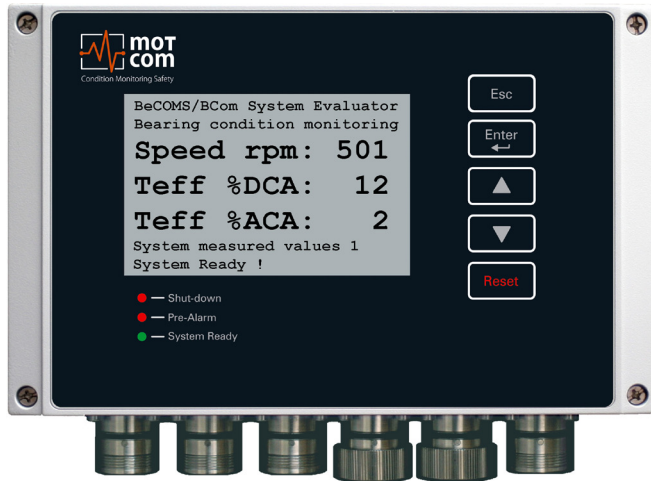 moT
com
Condition Monitoring Safety
BeCOMS/BCom System Evaluator
Bearing condition monitoring
Speed rpm: 501
Teff %DCA: 12
Teff %ACA: 2
System measured values 1
System Ready !
Esc
Enter
Reset
Shut-down
Pre-Alarm
System Ready